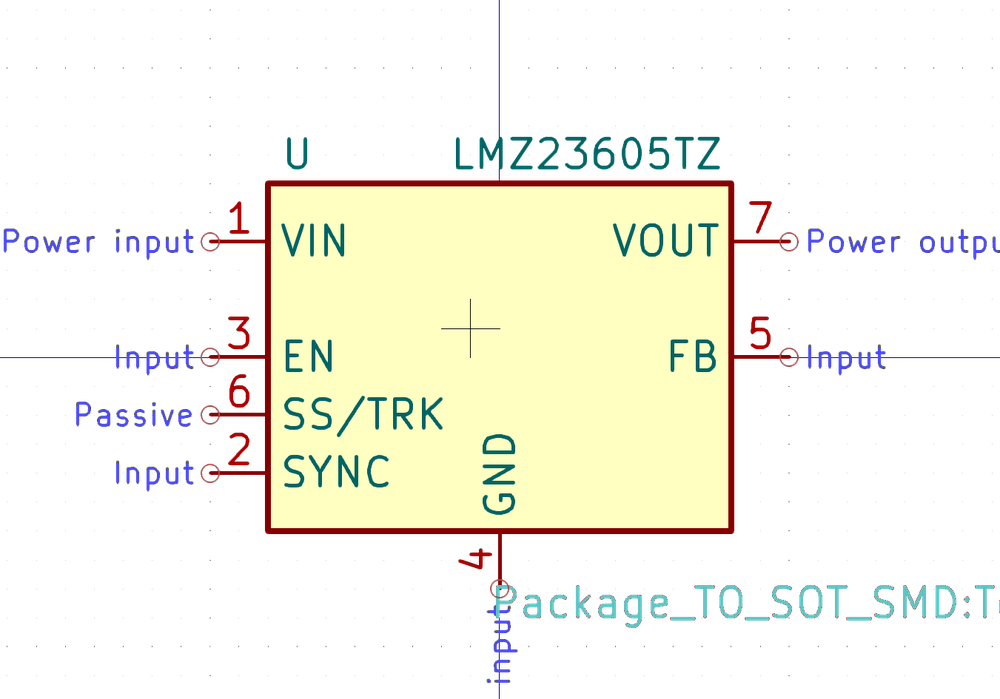 U LMZ23605TZ
1 7
Power input VIN VOUT Power outpu
3 5
Input EN FB Input
6
Passive SS/TRK
2
Input SYNC
GND
4
Package_TO_SOT_SMD:T
input